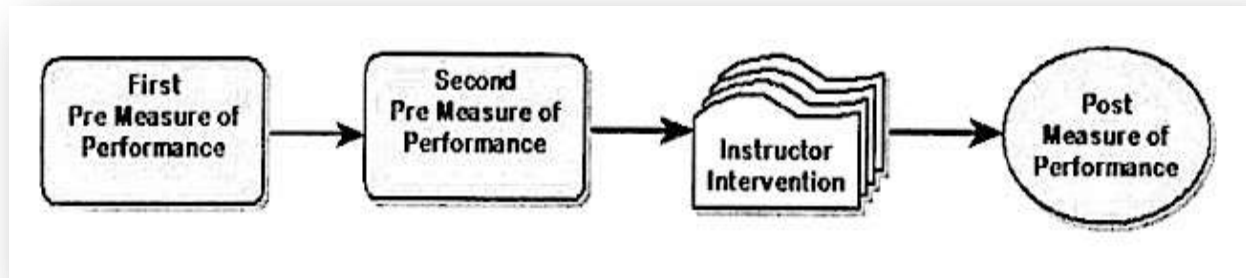 First
Pre Measure of
Performance
Second
Pre Measure of
Performance
Instructor
Intervention
Post
Measure of
Performance